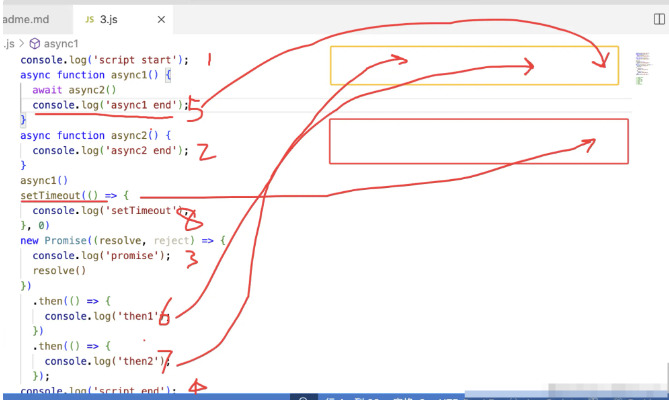 adme.md JS 3.js ×
.js > async1
console.log('script start'); 1
async function async1() {
await async2()
console.log('async1 end'); 5
}
async function async2() {
console.log('async2 end'); 2
}
async1()
setTimeout(() => {
console.log('setTimeout'); 8
}, 0)
new Promise((resolve, reject) => {
console.log('promise'); 3
resolve()
})
.then(() => {
console.log('then1'); 6
})
.then(() => {
console.log('then2'); 7
});
console.log('script end'); 4